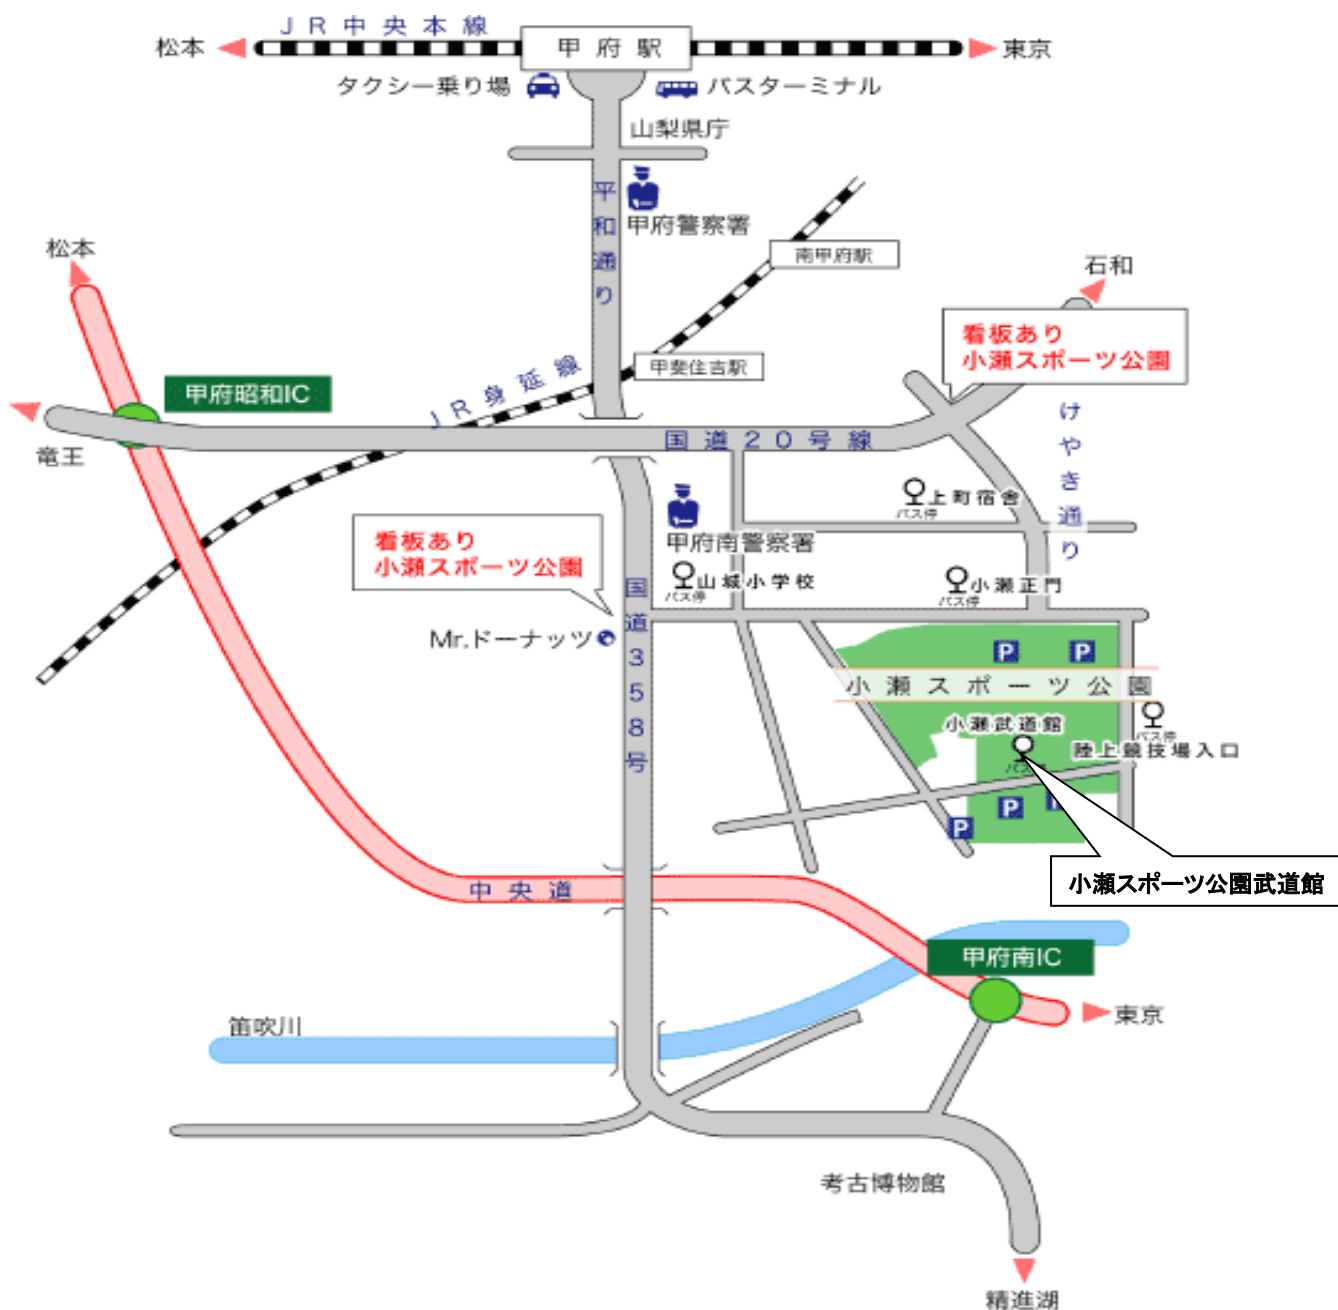 JR中央本線
松本
甲府駅
東京
タクシー乗り場
バスターミナル
山梨県庁
平和通り
甲府警察署
南甲府駅
松本
石和
看板あり
小瀬スポーツ公園
甲斐住吉駅
甲府昭和IC
JR身延線
けやき通り
竜王
国道20号線
上町宿舎
バス停
甲府南警察署
看板あり
小瀬スポーツ公園
山城小学校
バス停
小瀬正門
バス停
国道358号
Mr.ドーナッツ
P
P
小瀬スポーツ公園
小瀬武道館
バス停
バス停
陸上競技場入口
P
P
P
小瀬スポーツ公園武道館
中央道
甲府南IC
東京
笛吹川
考古博物館
精進湖